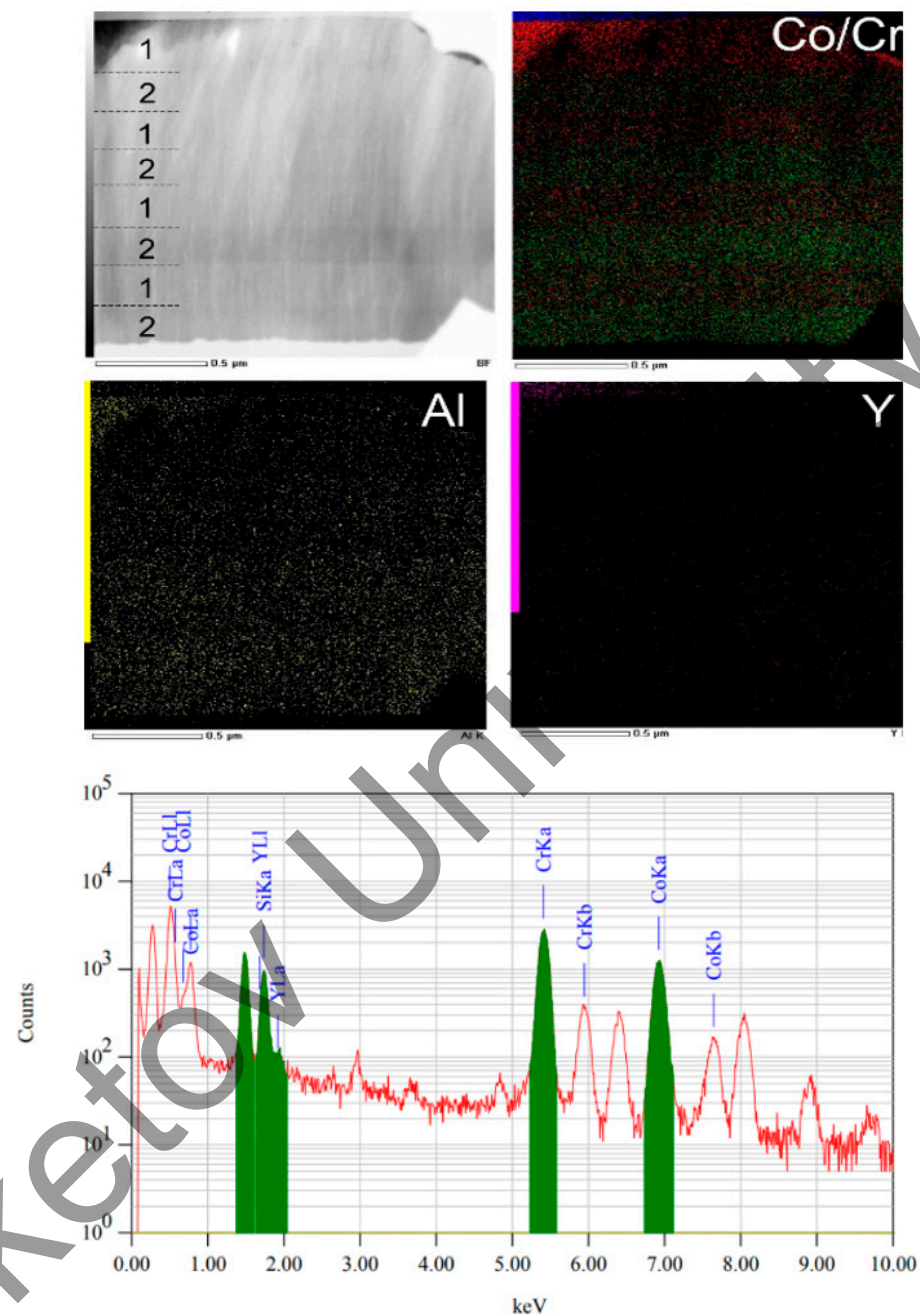 1
2
1
2
1
2
1
2
0.5 µm
BF
Co/Cr
0.5 µm
Al
0.5 µm
Al K
Y
0.5 µm
Y
Ketov Uni
CrLl
CrLa CoLl
CoLa
SiKa YLl
YLa
CrKa
CrKb
CoKa
CoKb
Counts
10^5
10^4
10^3
10^2
10^1
10^0
0.00 1.00 2.00 3.00 4.00 5.00 6.00 7.00 8.00 9.00 10.00
keV